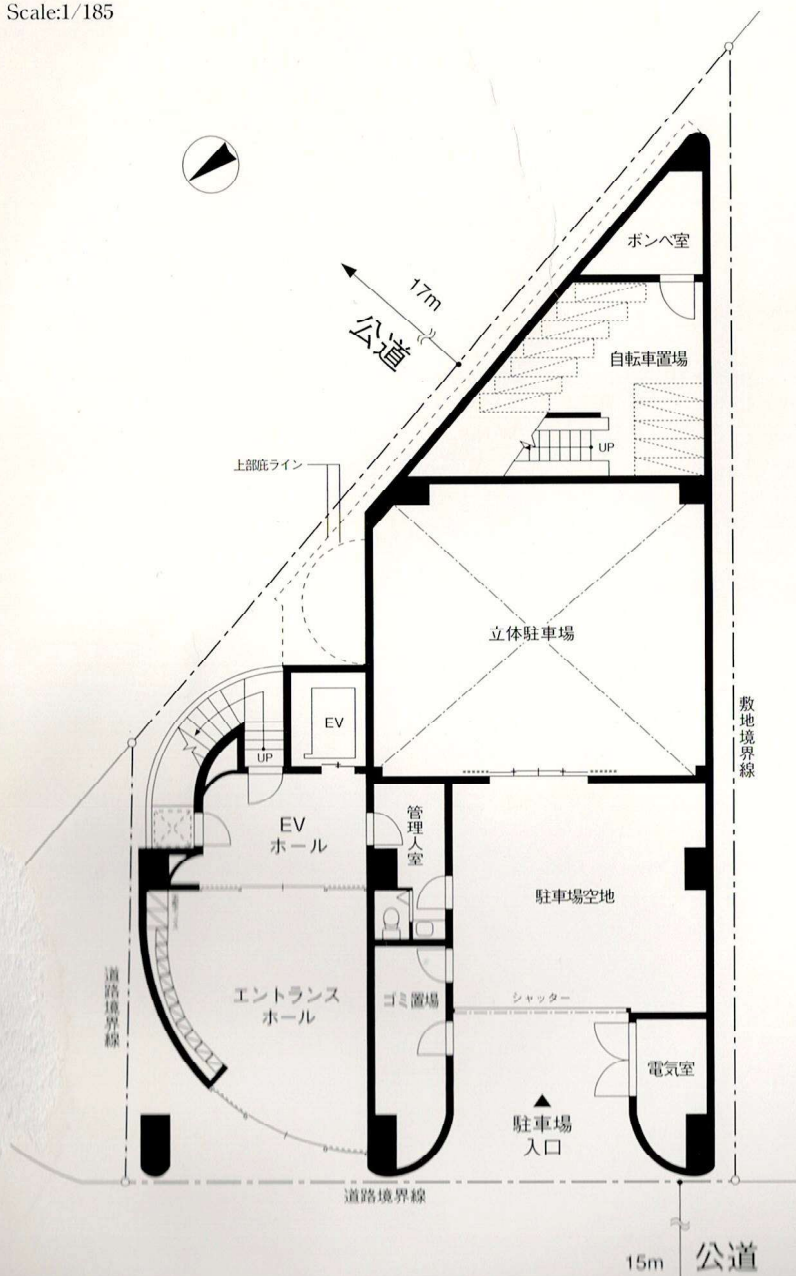 Scale:1/185
ボンベ室
17m
公道
自転車置場
UP
上部庇ライン
立体駐車場
敷地境界線
EV
UP
EV
ホール
管理人室
駐車場空地
エントランス
ホール
ゴミ置場
シャッター
道路境界線
電気室
駐車場
入口
道路境界線
15m 公道